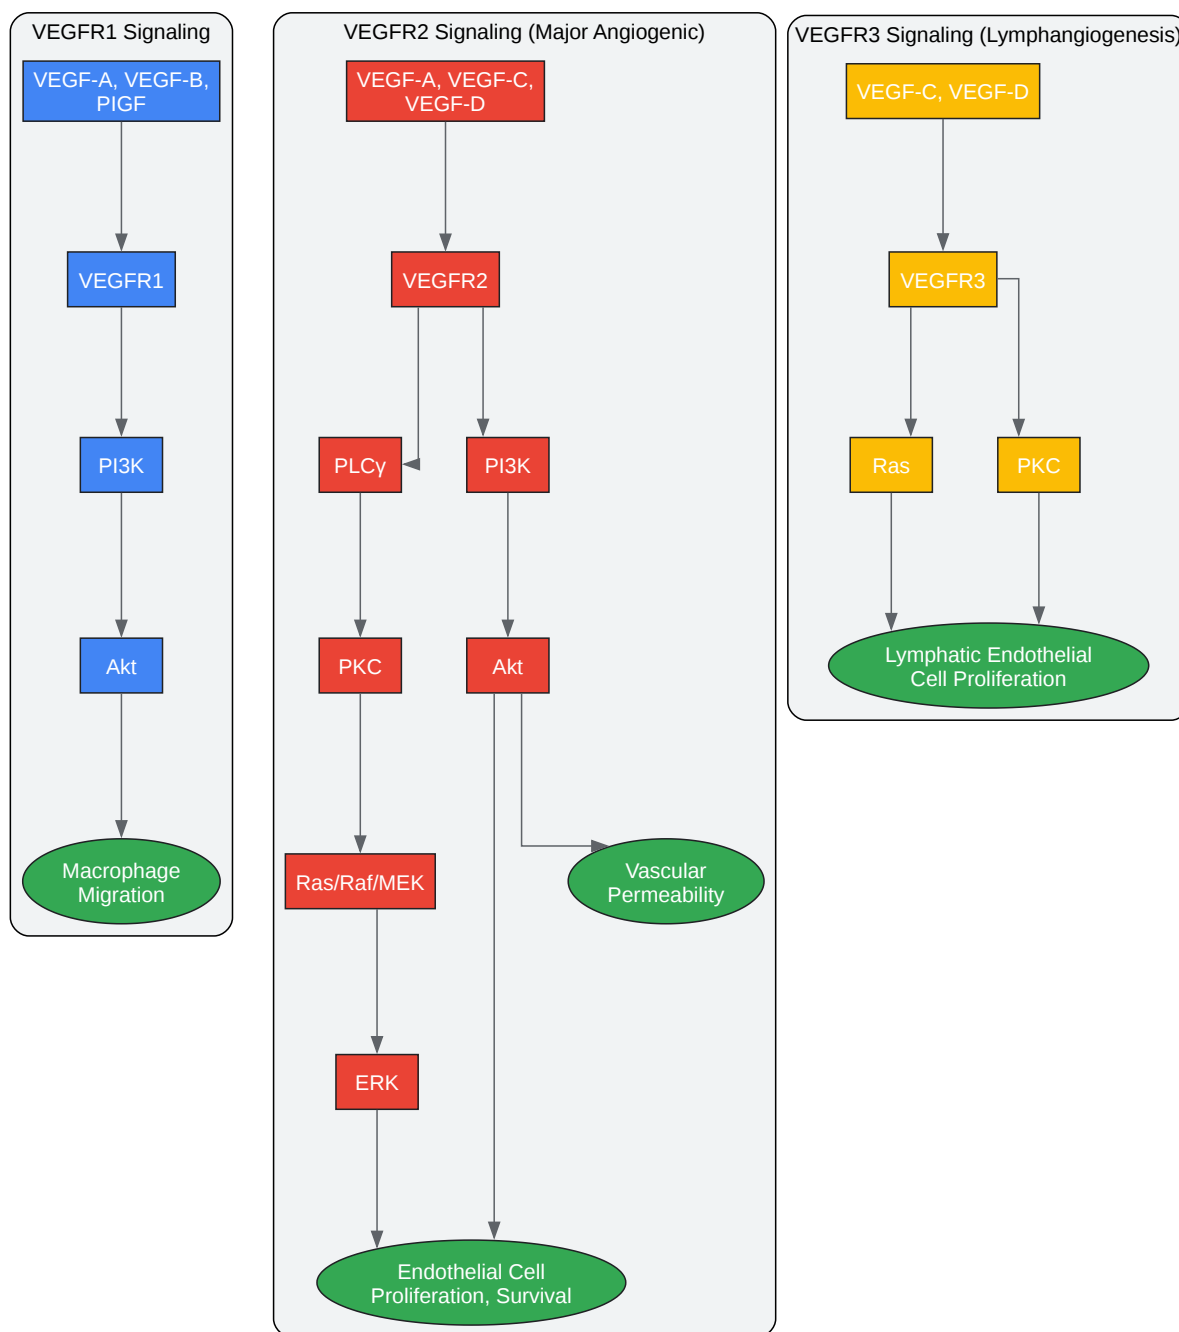 VEGFR1 Signaling
VEGF-A, VEGF-B,
PIGF
VEGFR1
PI3K
Akt
Macrophage
Migration
VEGFR2 Signaling (Major Angiogenic)
VEGF-A, VEGF-C,
VEGF-D
VEGFR2
PLCγ
PI3K
PKC
Akt
Ras/Raf/MEK
Vascular
Permeability
ERK
Endothelial Cell
Proliferation, Survival
VEGFR3 Signaling (Lymphangiogenesis)
VEGF-C, VEGF-D
VEGFR3
Ras
PKC
Lymphatic Endothelial
Cell Proliferation